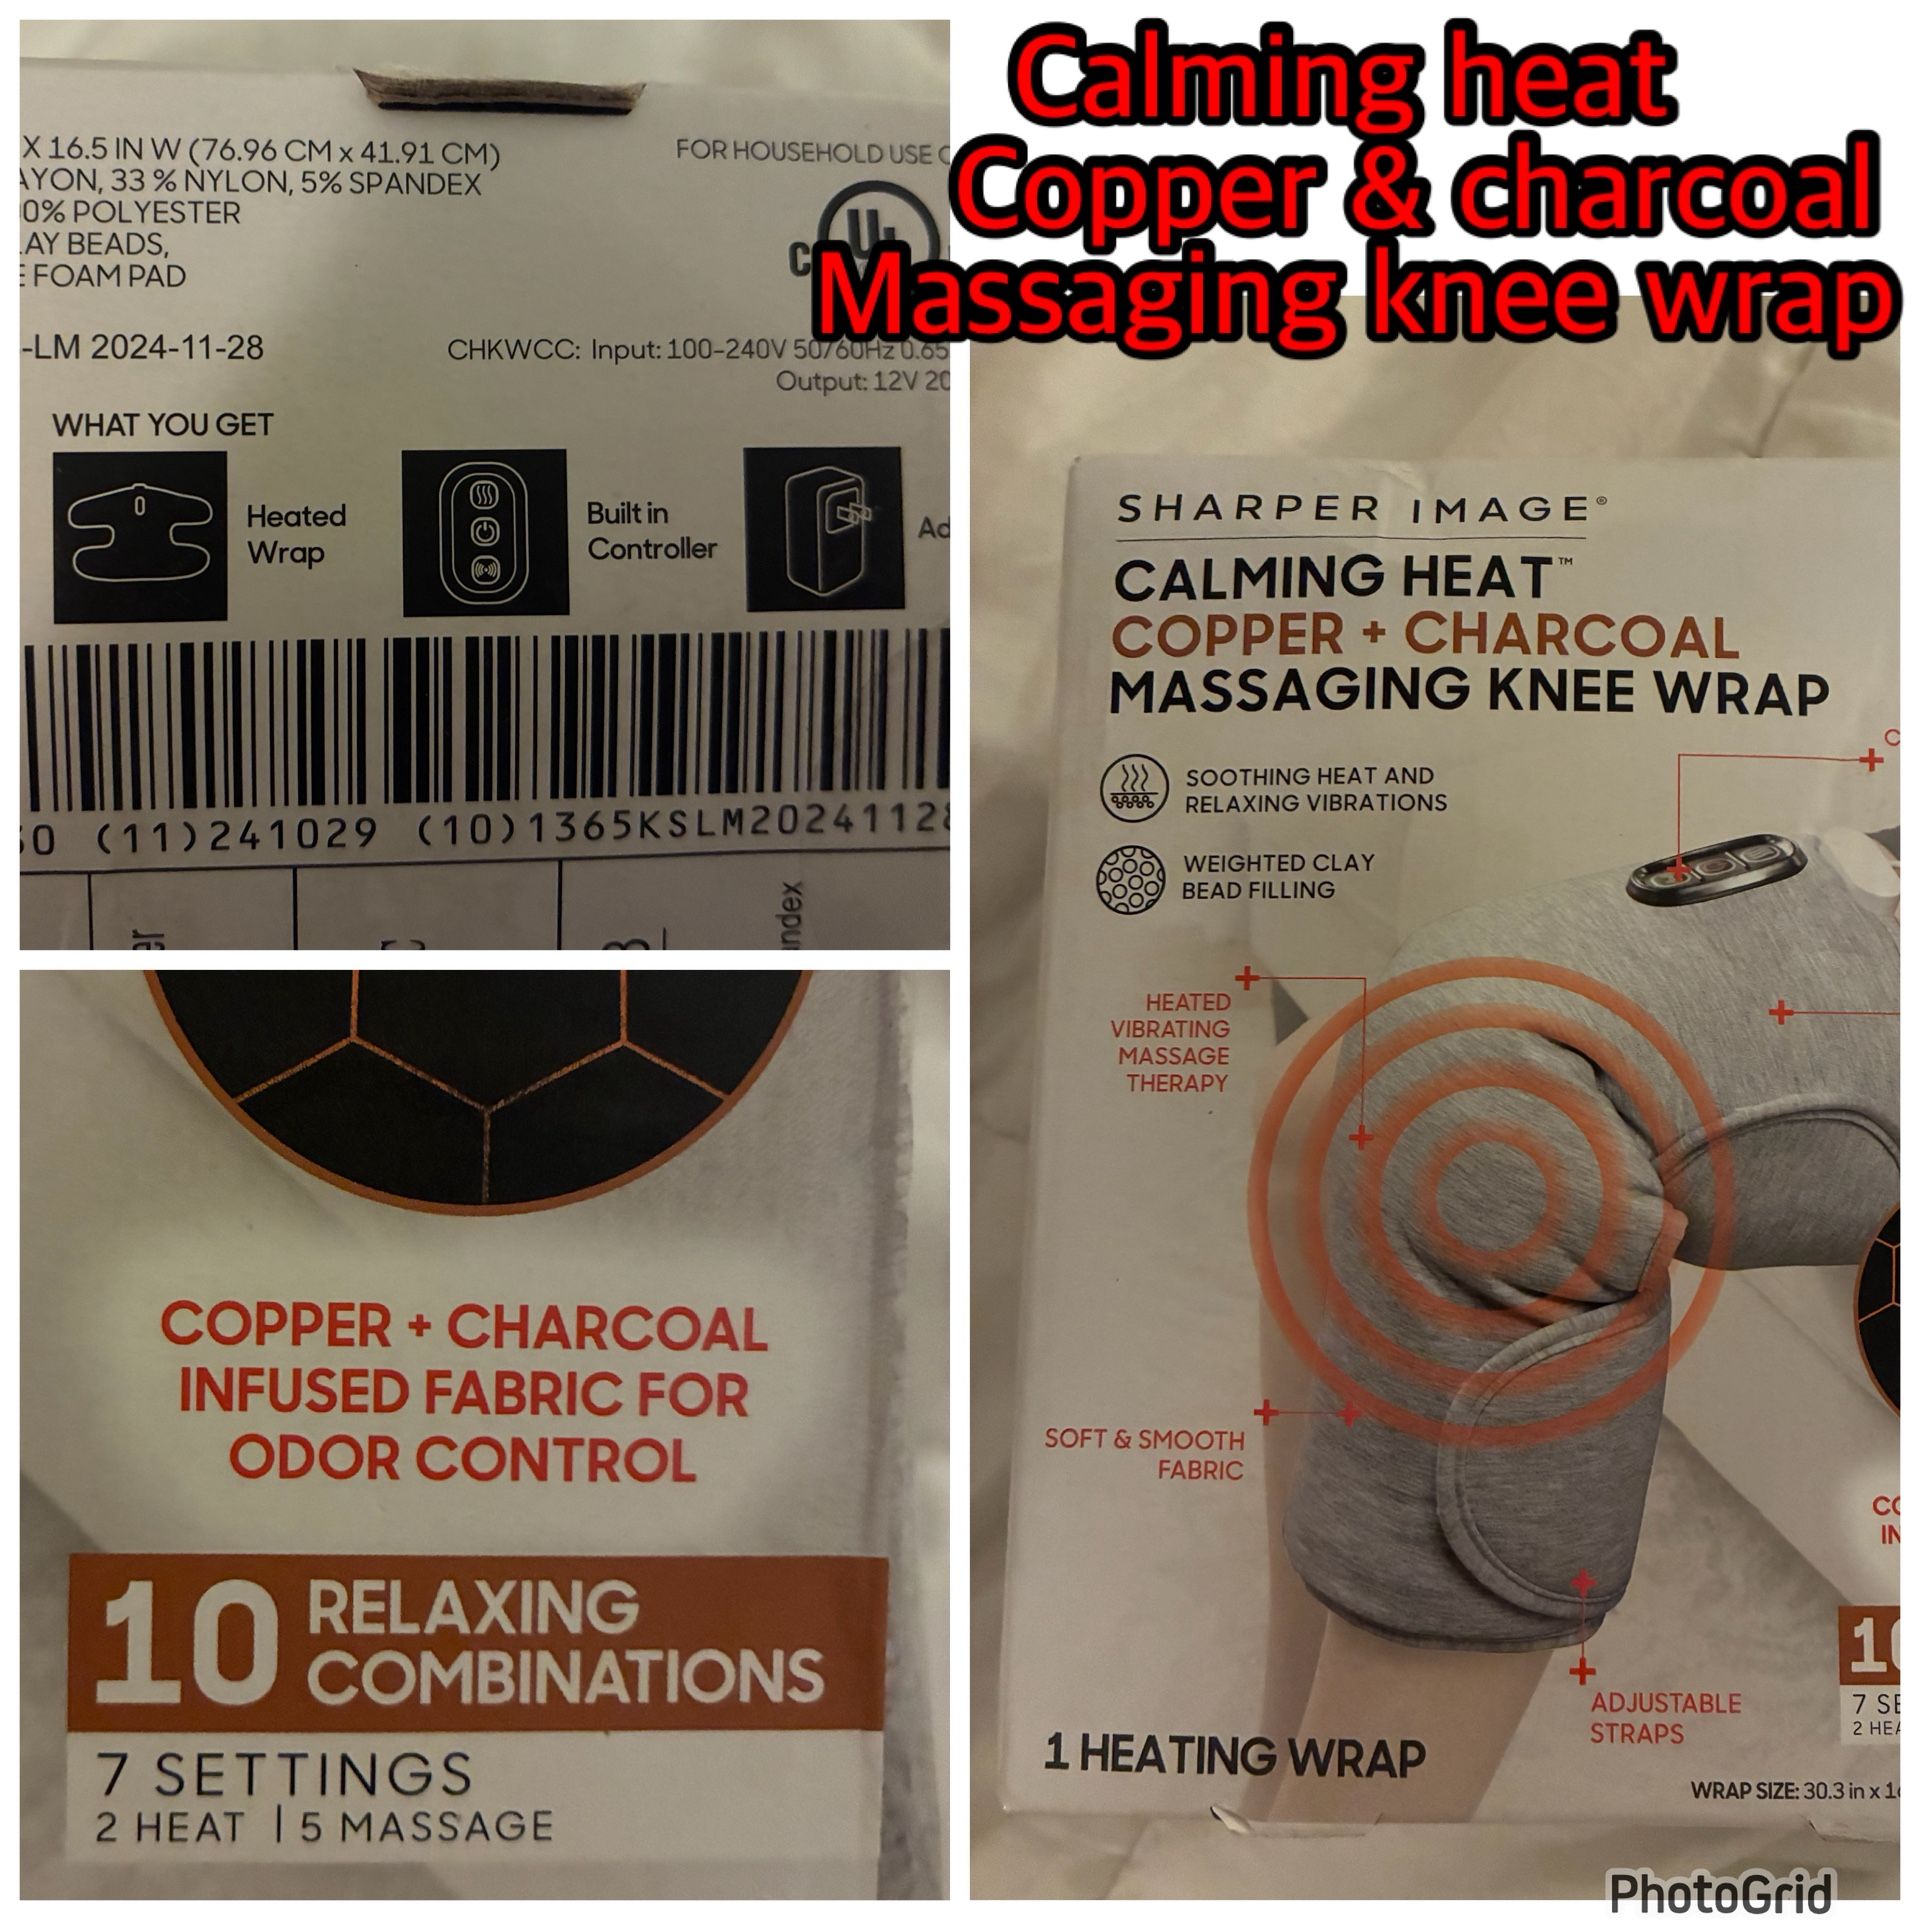 Calming heat
Copper & charcoal
Massaging knee wrap
X 16.5 IN W (76.96 CM x 41.91 CM)
33 % NYLON, 5% SPANDEX
POLYESTER
BEADS,
FOAM PAD
FOR HOUSEHOLD USE
C UL
-LM 2024-11-28
CHKWCC: Input: 100-240V 50/60Hz 0.65
Output: 12V
WHAT YOU GET
Heated
Wrap
Built in
Controller
(11)241029 (10)1365KSLM2024112
SHARPER IMAGE®
CALMING HEAT™
COPPER + CHARCOAL
MASSAGING KNEE WRAP
SOOTHING HEAT AND
RELAXING VIBRATIONS
WEIGHTED CLAY
BEAD FILLING
HEATED
VIBRATING
MASSAGE
THERAPY
SOFT & SMOOTH
FABRIC
ADJUSTABLE
STRAPS
1 HEATING WRAP
7
2
WRAP SIZE: 30.3 in x
COPPER + CHARCOAL
INFUSED FABRIC FOR
ODOR CONTROL
10 RELAXING
COMBINATIONS
7 SETTINGS
2 HEAT | 5 MASSAGE
PhotoGrid